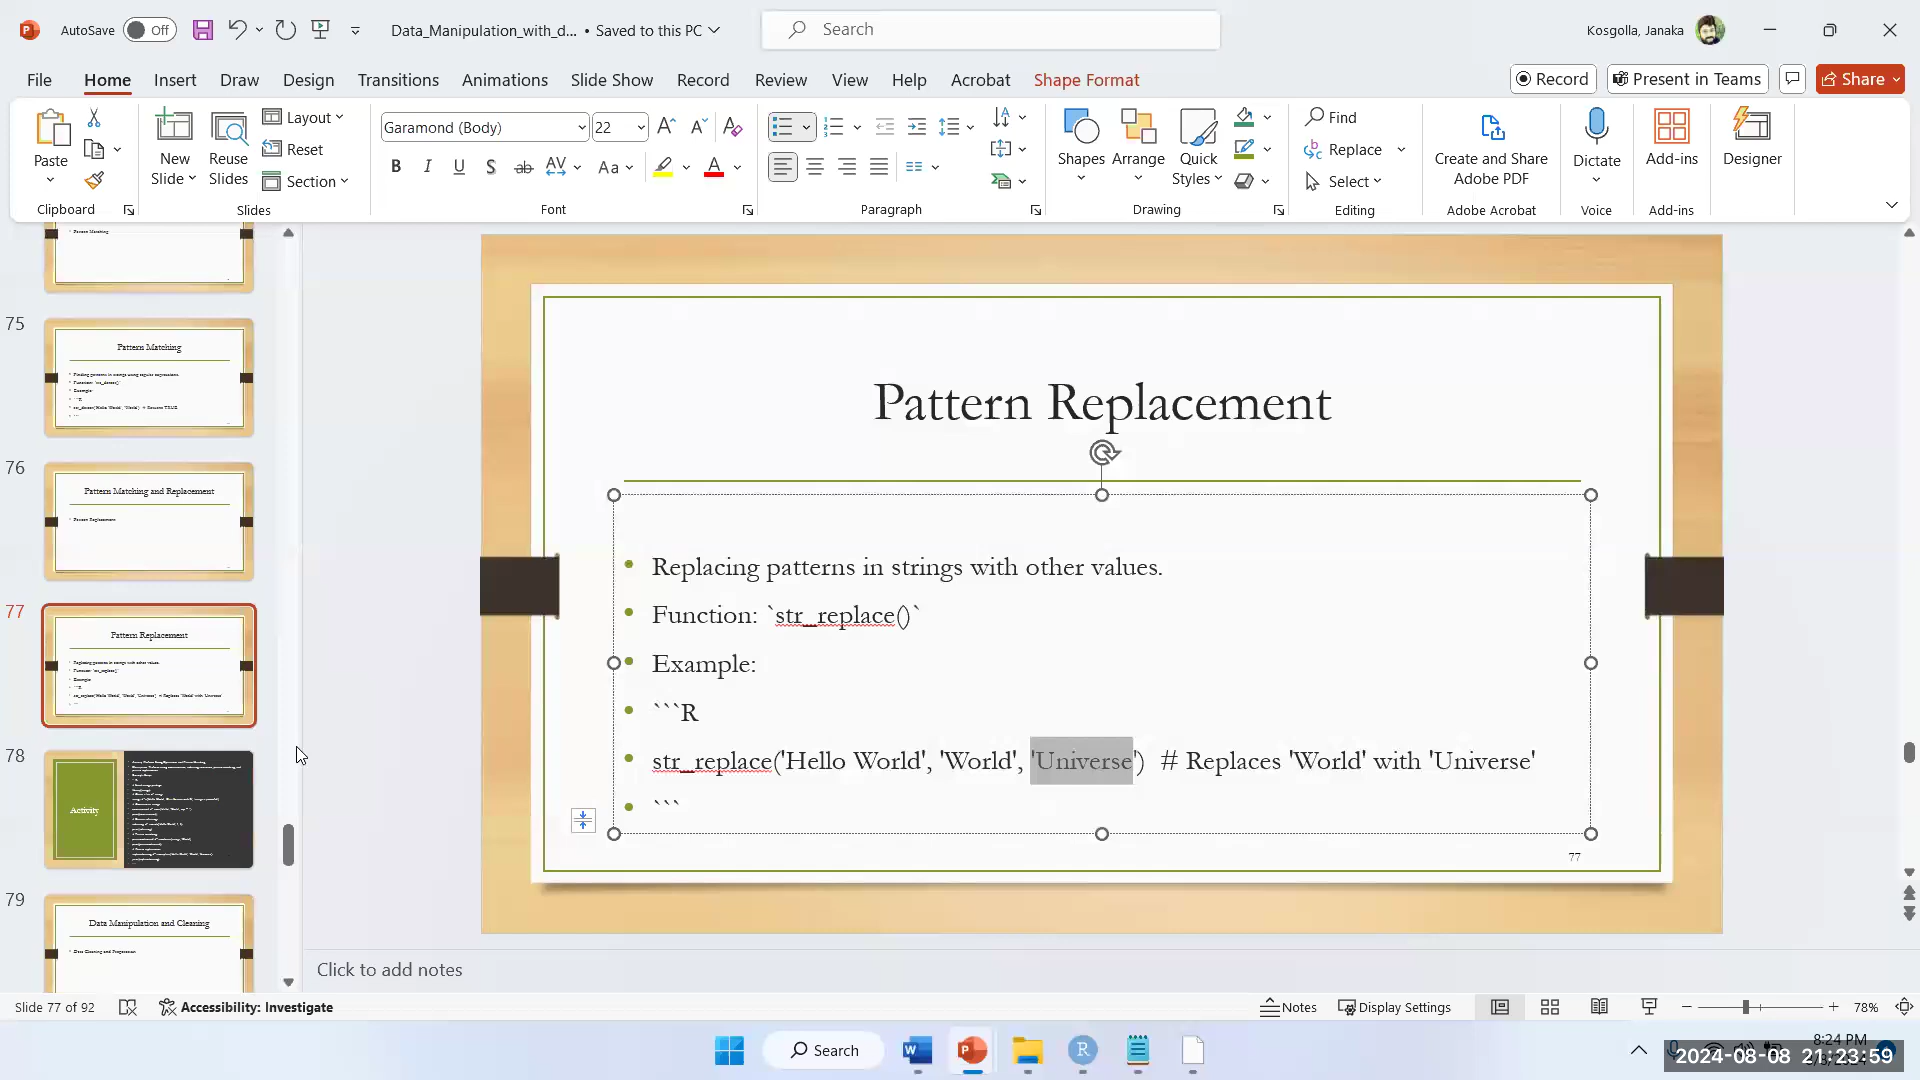 AutoSave Off Data_Manipulation_with_d... • Saved to this PC Search Kosgolla, Janaka
File Home Insert Draw Design Transitions Animations Slide Show Record Review View Help Acrobat Shape Format Record Present in Teams Share
Paste New Slide Reuse Slides Layout Reset Section
Garamond (Body) 22
Shapes Arrange Quick Styles Find Replace Select
Create and Share Adobe PDF Dictate Add-ins Designer
Clipboard Slides Font Paragraph Drawing Editing Adobe Acrobat Voice Add-ins
75
Pattern Matching
76
Pattern Matching and Replacement
Pattern Replacement
77
Pattern Replacement
78
Activity
79
Data Manipulation and Cleaning
Data Cleaning and Preparation
Pattern Replacement
• Replacing patterns in strings with other values.
• Function: `str_replace()`
• Example:
• ```R
• str_replace('Hello World', 'World', 'Universe')  # Replaces 'World' with 'Universe'
• ```
77
Click to add notes
Slide 77 of 92 Accessibility: Investigate Notes Display Settings 78%
Search
8:24 PM
2024-08-08 21:23:59